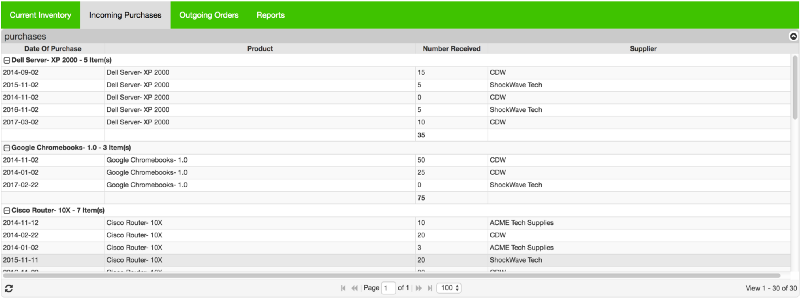 Current Inventory Incoming Purchases Outgoing Orders Reports
purchases
Date Of Purchase Product Number Received Supplier
Dell Server- XP 2000 - 5 Item(s)
2014-09-02 Dell Server- XP 2000 15 CDW
2015-11-02 Dell Server- XP 2000 5 ShockWave Tech
2014-11-02 Dell Server- XP 2000 0 CDW
2016-11-02 Dell Server- XP 2000 5 ShockWave Tech
2017-03-02 Dell Server- XP 2000 10 CDW
35
Google Chromebooks- 1.0 - 3 Item(s)
2014-11-02 Google Chromebooks- 1.0 50 CDW
2014-01-02 Google Chromebooks- 1.0 25 CDW
2017-02-22 Google Chromebooks- 1.0 0 ShockWave Tech
75
Cisco Router- 10X - 7 Item(s)
2014-11-12 Cisco Router- 10X 10 ACME Tech Supplies
2014-02-22 Cisco Router- 10X 20 CDW
2014-01-02 Cisco Router- 10X 3 ACME Tech Supplies
2015-11-11 Cisco Router- 10X 20 ShockWave Tech
Cisco Router- 10X
Page 1 of 1 100 View 1 - 30 of 30